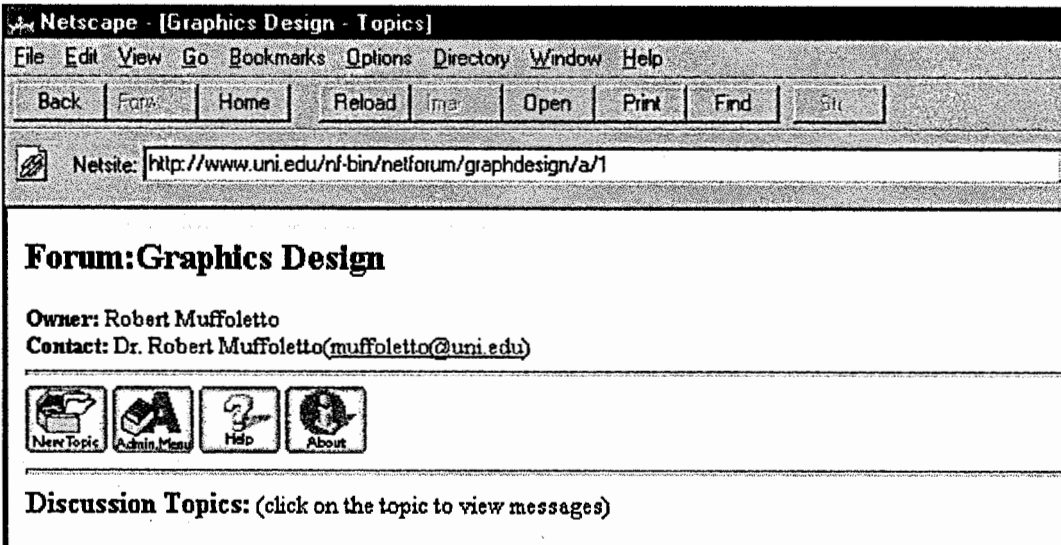 Netscape - [Graphics Design - Topics]
File Edit View Go Bookmarks Options Directory Window Help
Back Home Reload Open Print Find
Netsite: http://www.uni.edu/nf-bin/netforum/graphdesign/a/1
Forum:Graphics Design
Owner: Robert Muffoletto
Contact: Dr. Robert Muffoletto(muffoletto@uni.edu)
New Topic Admin.Menu Help About
Discussion Topics: (click on the topic to view messages)